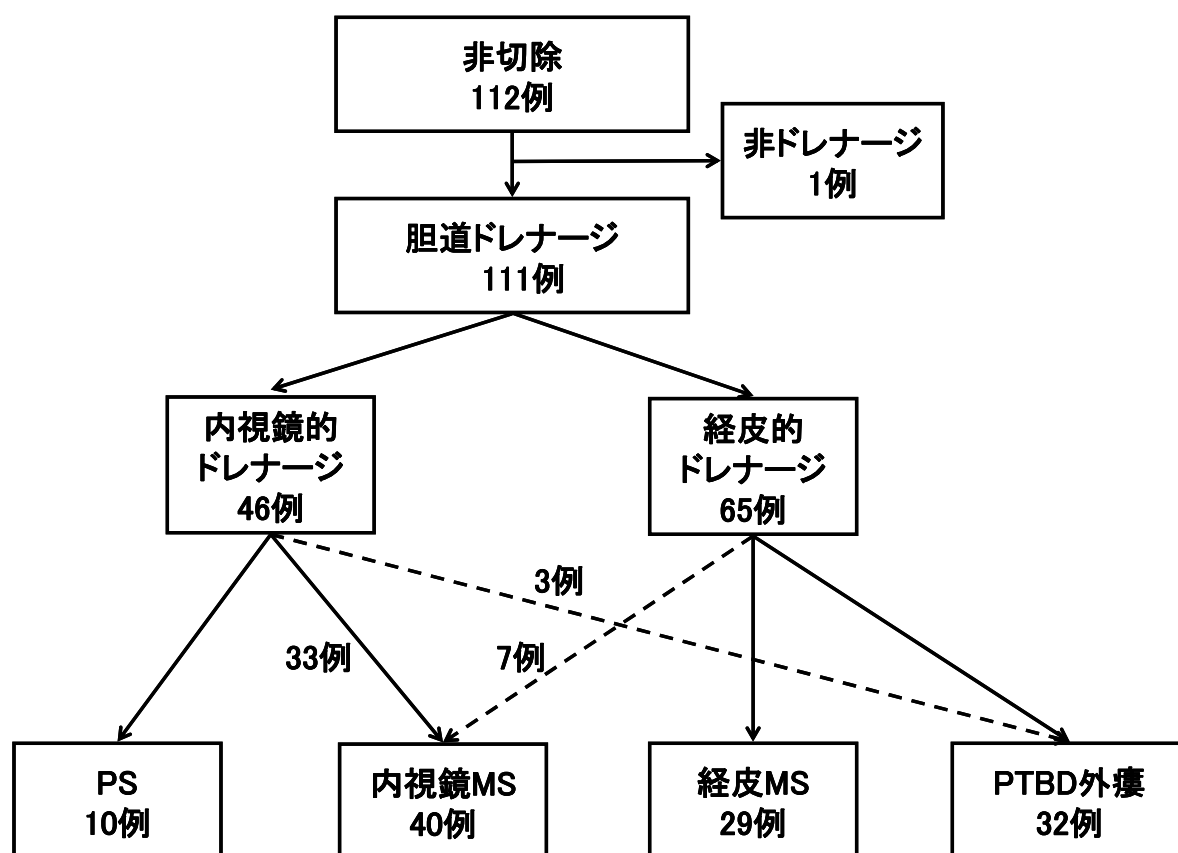 非切除
112例
非ドレナージ
1例
胆道ドレナージ
111例
内視鏡的
ドレナージ
46例
経皮的
ドレナージ
65例
3例
33例
7例
PS
10例
内視鏡MS
40例
経皮MS
29例
PTBD外瘻
32例